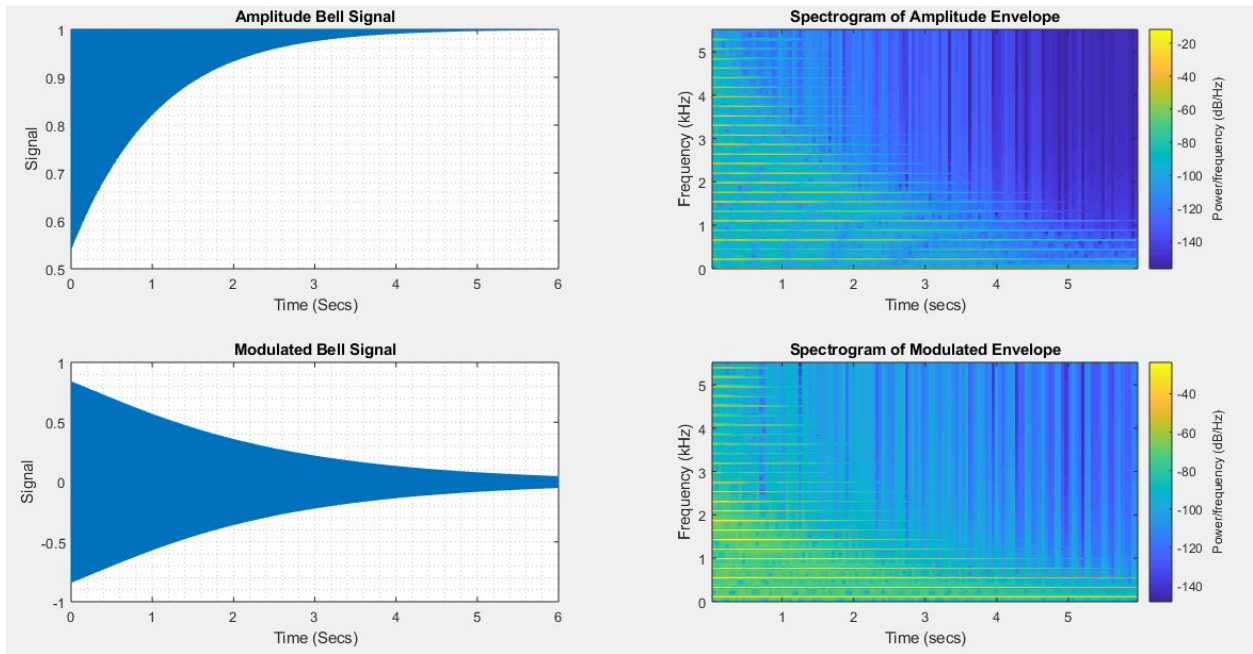 Amplitude Bell Signal
1
0.9
0.8
0.7
0.6
0.5
Signal
0 1 2 3 4 5 6
Time (Secs)
Spectrogram of Amplitude Envelope
5
4
3
2
1
0
Frequency (kHz)
1 2 3 4 5
Time (secs)
-20
-40
-60
-80
-100
-120
-140
Power/frequency (dB/Hz)
Modulated Bell Signal
1
0.5
0
-0.5
-1
Signal
0 1 2 3 4 5 6
Time (Secs)
Spectrogram of Modulated Envelope
5
4
3
2
1
0
Frequency (kHz)
1 2 3 4 5
Time (secs)
-40
-60
-80
-100
-120
-140
Power/frequency (dB/Hz)